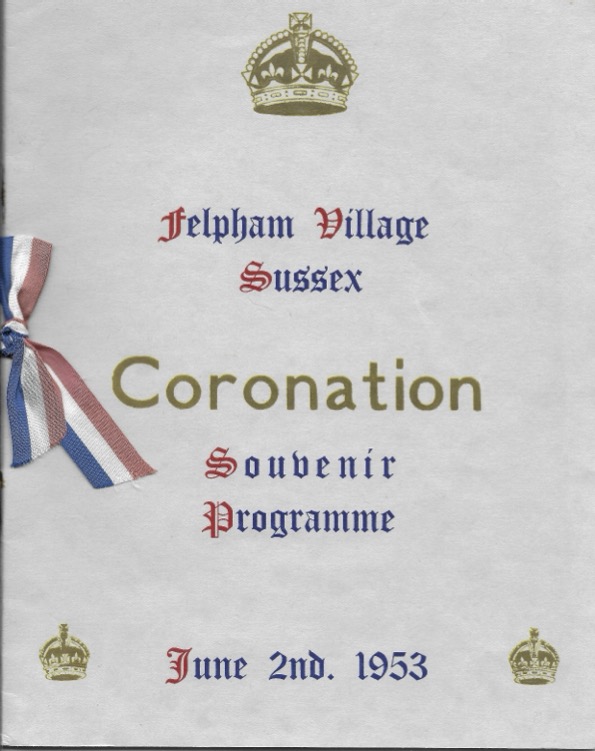 Felpham Village
Sussex
Coronation
Souvenir
Programme
June 2nd. 1953